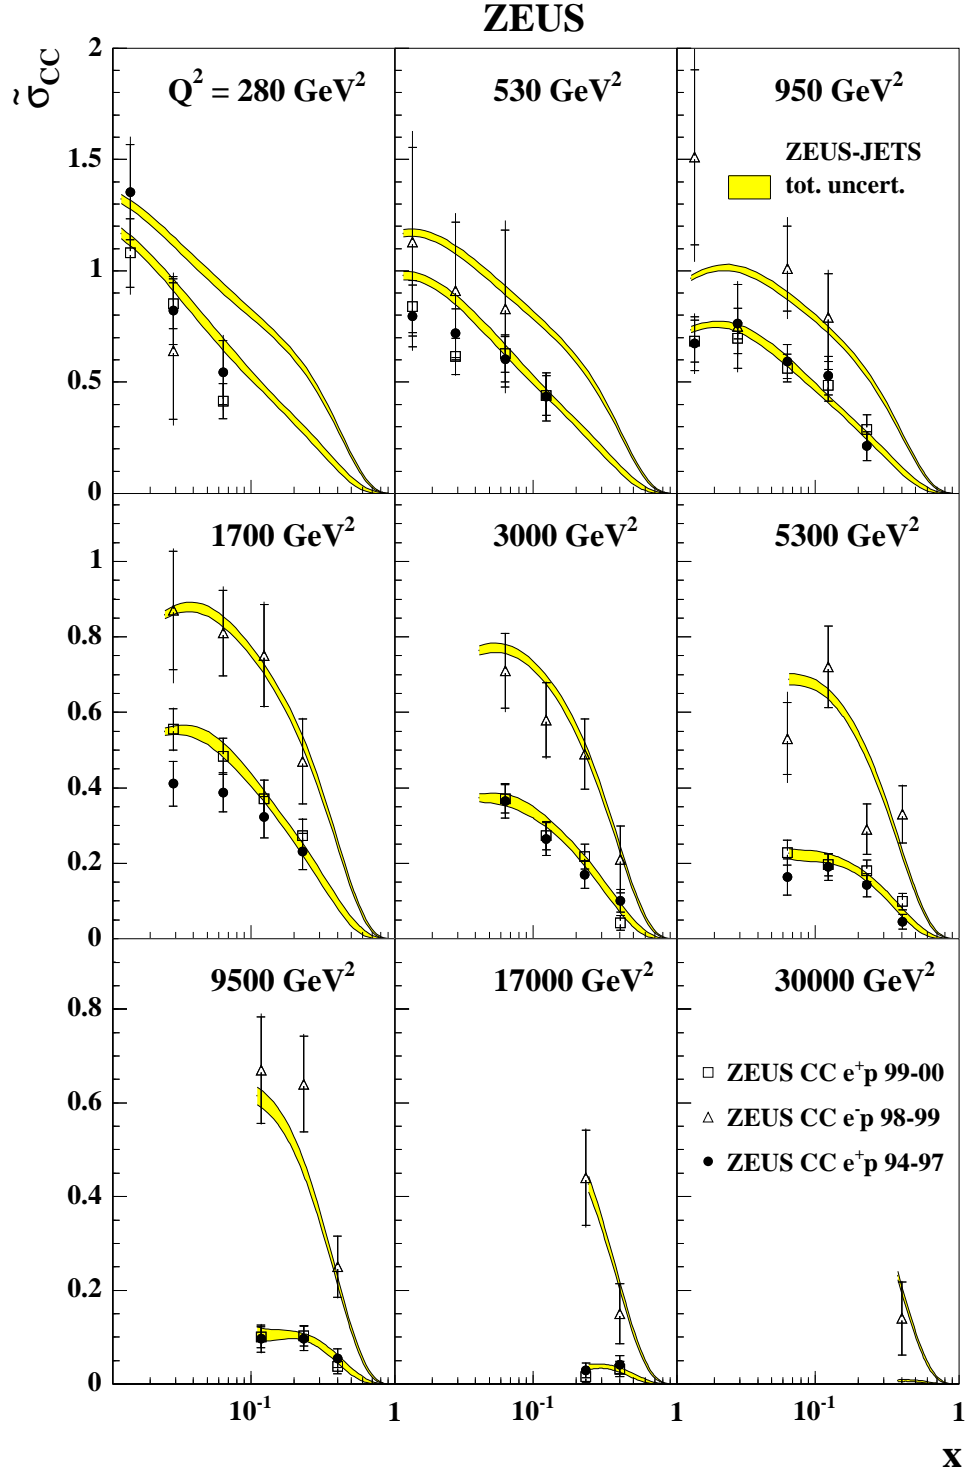 ZEUS
σ̃CC
Q² = 280 GeV²
530 GeV²
950 GeV²
ZEUS-JETS
tot. uncert.
2
1.5
1
0.5
0
1700 GeV²
3000 GeV²
5300 GeV²
1
0.8
0.6
0.4
0.2
0
9500 GeV²
17000 GeV²
30000 GeV²
0.8
0.6
0.4
0.2
0
ZEUS CC e⁺p 99-00
ZEUS CC e⁻p 98-99
ZEUS CC e⁺p 94-97
10⁻¹ 1 10⁻¹ 1 10⁻¹ 1
x